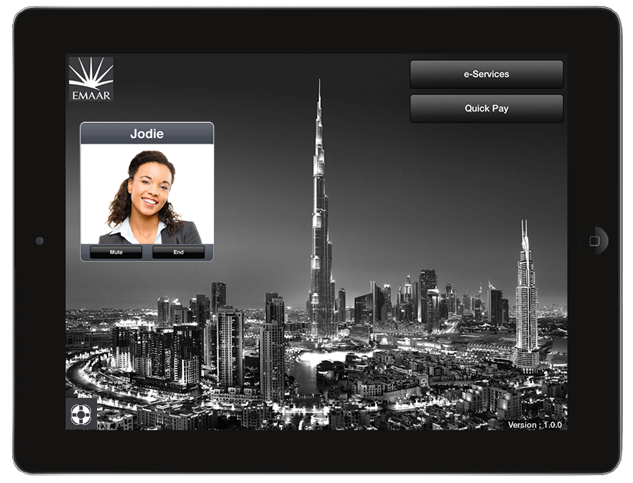 EMAAR
e-Services
Quick Pay
Jodie
Mute
End
Version : 1.0.0